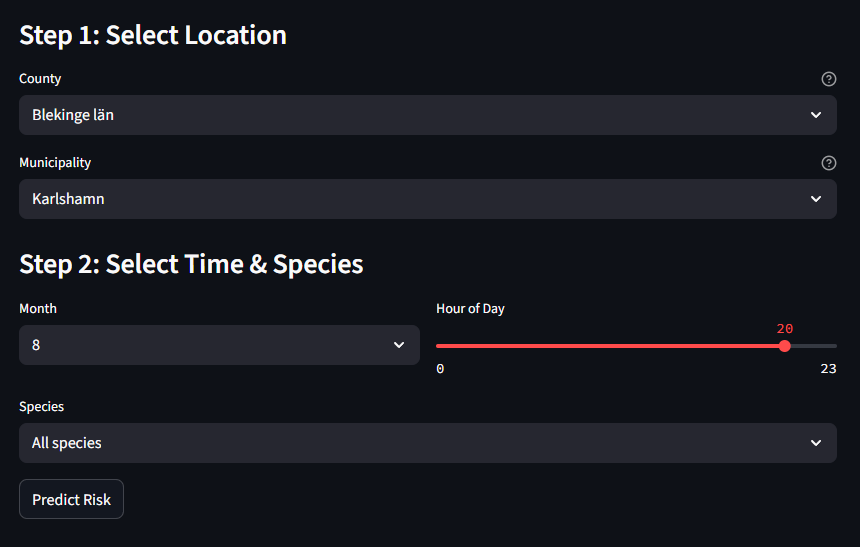 Step 1: Select Location
County
Blekinge län
Municipality
Karlshamn
Step 2: Select Time & Species
Month
8
Hour of Day
20
0 23
Species
All species
Predict Risk